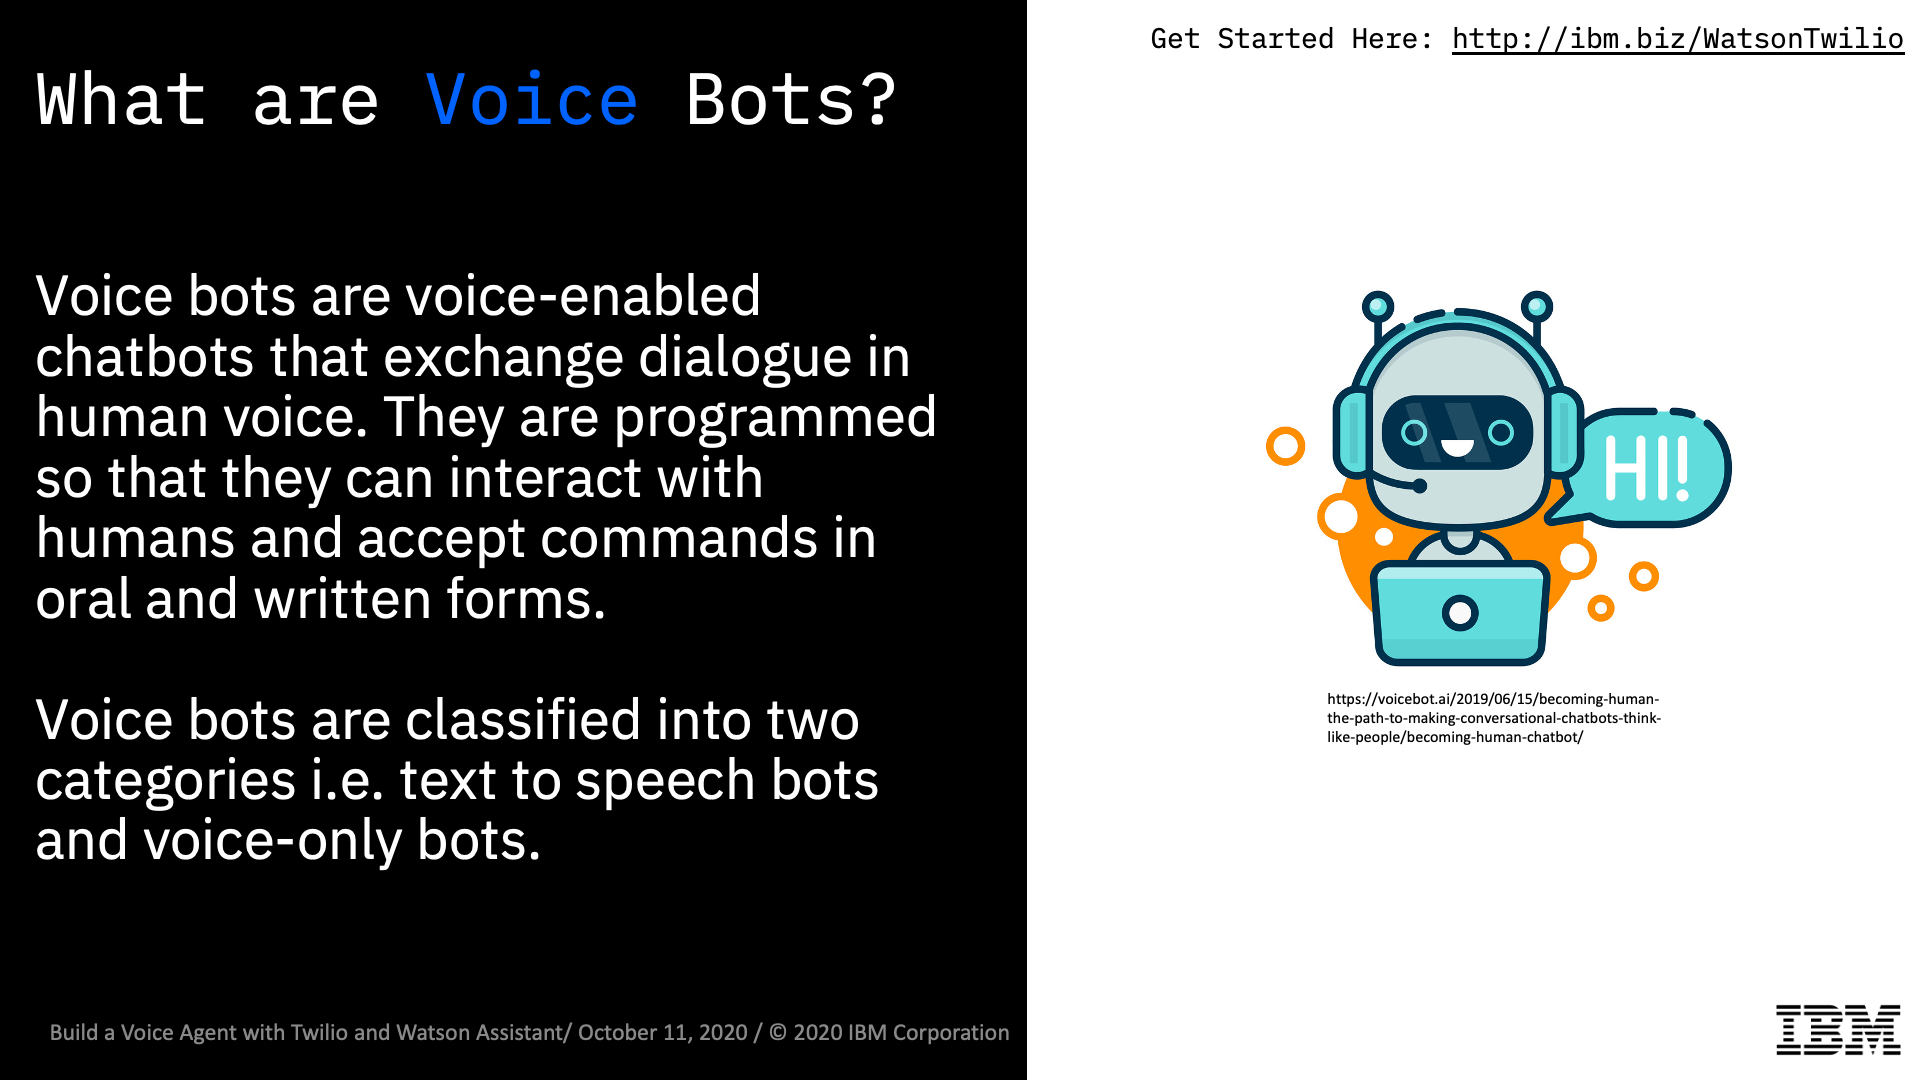 Get Started Here: http://ibm.biz/WatsonTwilio
What are Voice Bots?
Voice bots are voice-enabled
chatbots that exchange dialogue in
human voice. They are programmed
so that they can interact with
humans and accept commands in
oral and written forms.
Voice bots are classified into two
categories i.e. text to speech bots
and voice-only bots.
HI!
https://voicebot.ai/2019/06/15/becoming-human-
the-path-to-making-conversational-chatbots-think-
like-people/becoming-human-chatbot/
Build a Voice Agent with Twilio and Watson Assistant/ October 11, 2020 / © 2020 IBM Corporation
IBM